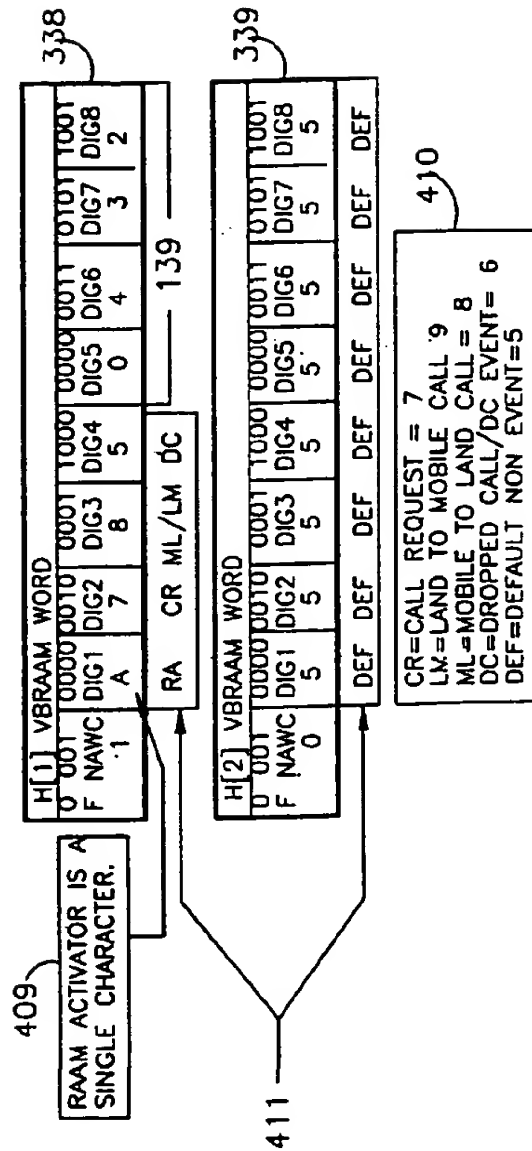 409
RAAM ACTIVATOR IS A
SINGLE CHARACTER.
H[1] VBRAAM WORD
0 001 0000 0010 0001 1000 0000 0011 0101 1001
F NAWC DIG1 DIG2 DIG3 DIG4 DIG5 DIG6 DIG7 DIG8
1 A 7 8 5 0 4 3 2
338
RA CR ML/LM DC
139
H[2] VBRAAM WORD
0 001 0000 0010 0001 1000 0000 0011 0101 1001
F NAWC DIG1 DIG2 DIG3 DIG4 DIG5 DIG6 DIG7 DIG8
0 5 5 5 5 5 5 5 5
339
DEF DEF DEF DEF DEF DEF DEF DEF
411
410
CR=CALL REQUEST = 7
LM=LAND TO MOBILE CALL 9
ML=MOBILE TO LAND CALL = 8
DC=DROPPED CALL/DC EVENT= 6
DEF=DEFAULT NON EVENT=5